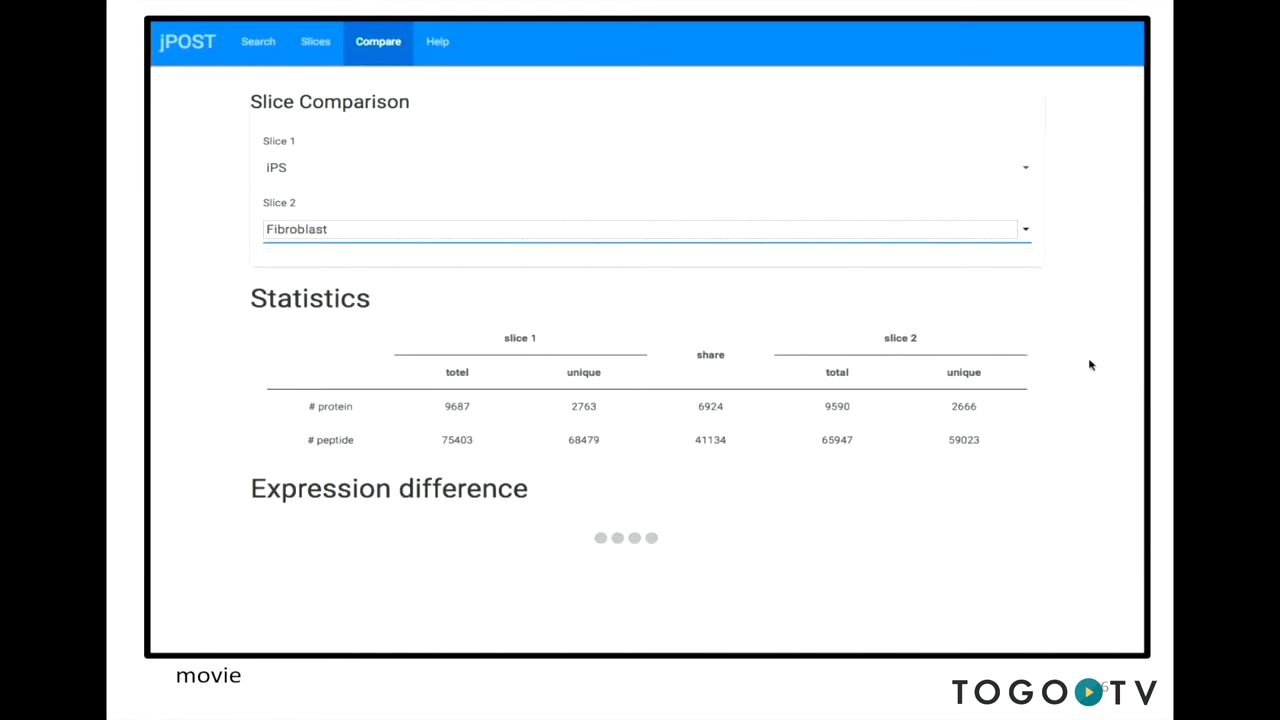 jPOST Search Slices Compare Help
Slice Comparison
Slice 1
iPS
Slice 2
Fibroblast
Statistics
slice 1 share slice 2
totel unique total unique
# protein 9687 2763 6924 9590 2666
# peptide 75403 68479 41134 65947 59023
Expression difference
movie
TOGO TV